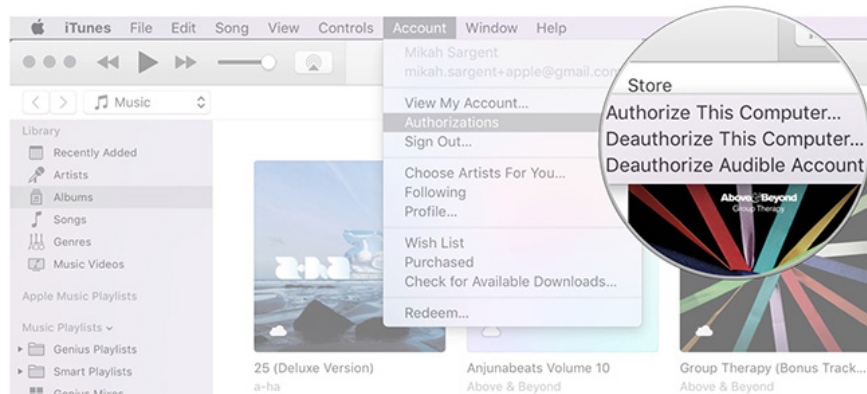 iTunes File Edit Song View Controls Account Window Help
Mikah Sargent
mikah.sargent+apple@gmail.com
Music
View My Account...
Authorizations
Sign Out...
Store
Authorize This Computer...
Deauthorize This Computer...
Deauthorize Audible Account
Library
Recently Added
Artists
Albums
Songs
Genres
Music Videos
Apple Music Playlists
Music Playlists
Genius Playlists
Smart Playlists
Genius Mixes
Choose Artists For You...
Following
Profile...
Wish List
Purchased
Check for Available Downloads...
Redeem...
a-ha
Above & Beyond
Group Therapy
25 (Deluxe Version)
a-ha
Anjunabeats Volume 10
Above & Beyond
Group Therapy (Bonus Track...
Above & Beyond